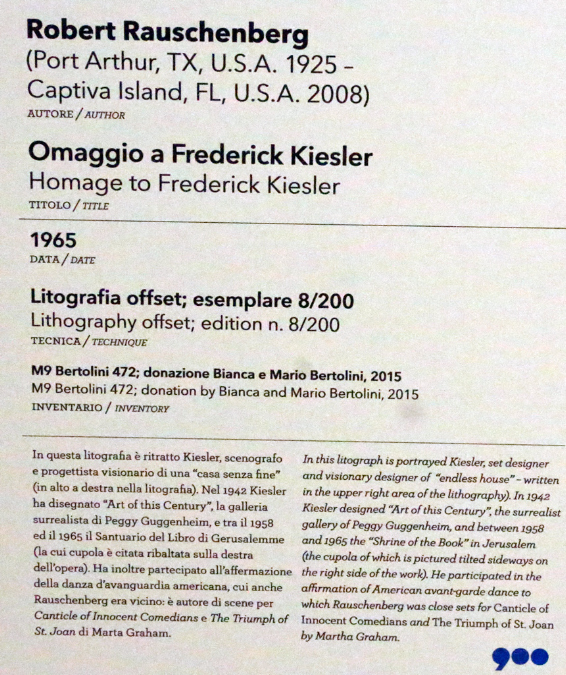 Robert Rauschenberg
(Port Arthur, TX, U.S.A. 1925 –
Captiva Island, FL, U.S.A. 2008)
AUTORE / AUTHOR
Omaggio a Frederick Kiesler
Homage to Frederick Kiesler
TITOLO / TITLE
1965
DATA / DATE
Litografia offset; esemplare 8/200
Lithography offset; edition n. 8/200
TECNICA / TECHNIQUE
M9 Bertolini 472; donazione Bianca e Mario Bertolini, 2015
M9 Bertolini 472; donation by Bianca and Mario Bertolini, 2015
INVENTARIO / INVENTORY
In questa litografia è ritratto Kiesler, scenografo
e progettista visionario di una “casa senza fine”
(in alto a destra nella litografia). Nel 1942 Kiesler
ha disegnato “Art of this Century”, la galleria
surrealista di Peggy Guggenheim, e tra il 1958
ed il 1965 il Santuario del Libro di Gerusalemme
(la cui cupola è citata ribaltata sulla destra
dell’opera). Ha inoltre partecipato all’affermazione
della danza d’avanguardia americana, cui anche
Rauschenberg era vicino: è autore di scene per
Canticle of Innocent Comedians e The Triumph of
St. Joan di Marta Graham.
In this litograph is portrayed Kiesler, set designer
and visionary designer of “endless house” – written
in the upper right area of the lithography). In 1942
Kiesler designed “Art of this Century”, the surrealist
gallery of Peggy Guggenheim, and between 1958
and 1965 the “Shrine of the Book” in Jerusalem
(the cupola of which is pictured tilted sideways on
the right side of the work). He participated in the
affirmation of American avant-garde dance to
which Rauschenberg was close sets for Canticle of
Innocent Comedians and The Triumph of St. Joan
by Martha Graham.
900